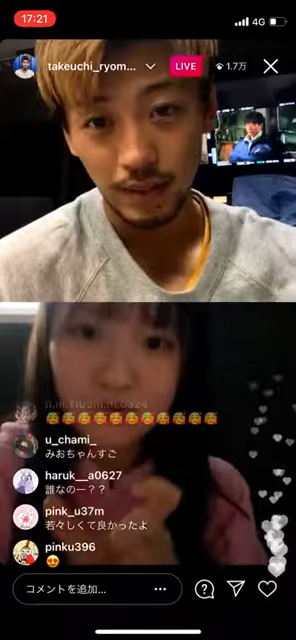 17:21
4G
takeuchi_ryom...
LIVE
1.7万
u_chami_
みおちゃんすご
haruk__a0627
誰なのー？？
pink_u37m
若々しくて良かったよ
pinku396
コメントを追加...